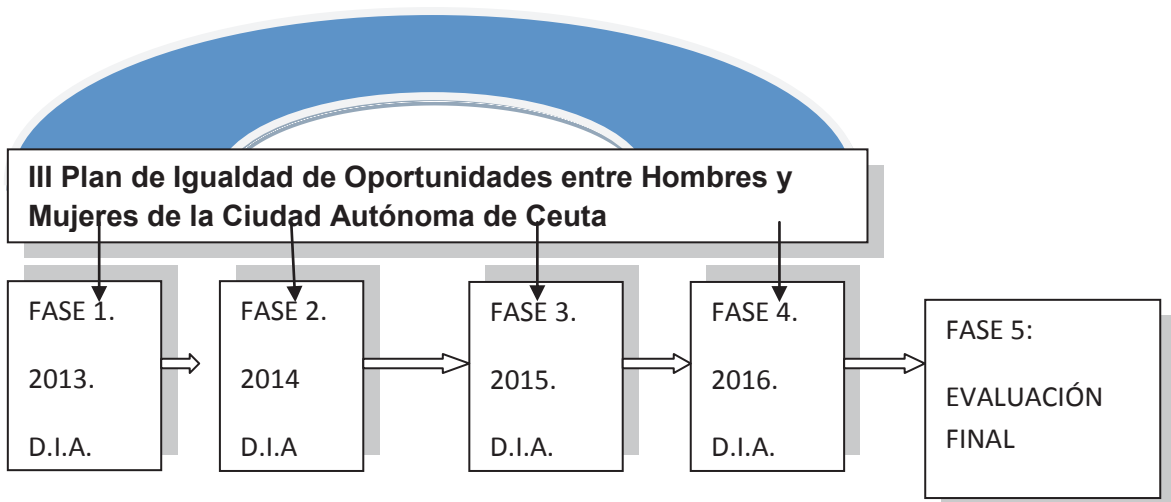 III Plan de Igualdad de Oportunidades entre Hombres y
Mujeres de la Ciudad Autónoma de Ceuta
FASE 1.
2013.
D.I.A.
FASE 2.
2014
D.I.A
FASE 3.
2015.
D.I.A.
FASE 4.
2016.
D.I.A.
FASE 5:
EVALUACIÓN
FINAL